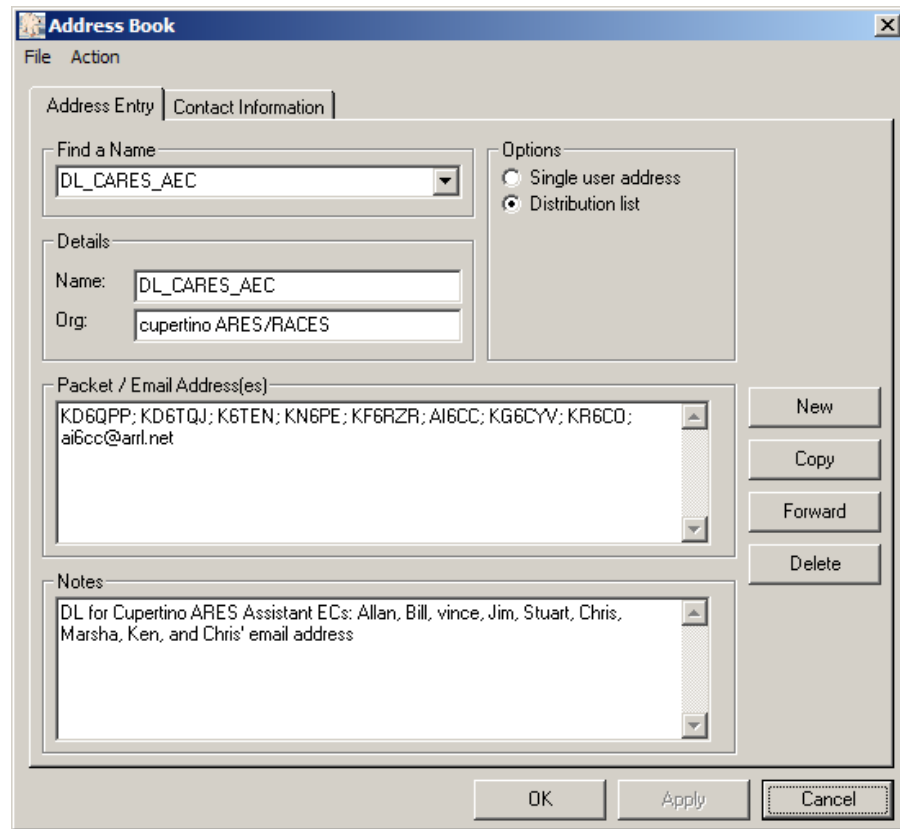 Address Book
File Action
Address Entry Contact Information
Find a Name
DL_CARES_AEC
Options
Single user address
Distribution list
Details
Name: DL_CARES_AEC
Org: cupertino ARES/RACES
Packet / Email Address(es)
KD6QPP; KD6TQJ; K6TEN; KN6PE; KF6RZR; AI6CC; KG6CYV; KR6CO;
ai6cc@arrl.net
New
Copy
Forward
Delete
Notes
DL for Cupertino ARES Assistant ECs: Allan, Bill, vince, Jim, Stuart, Chris,
Marsha, Ken, and Chris' email address
OK Apply Cancel